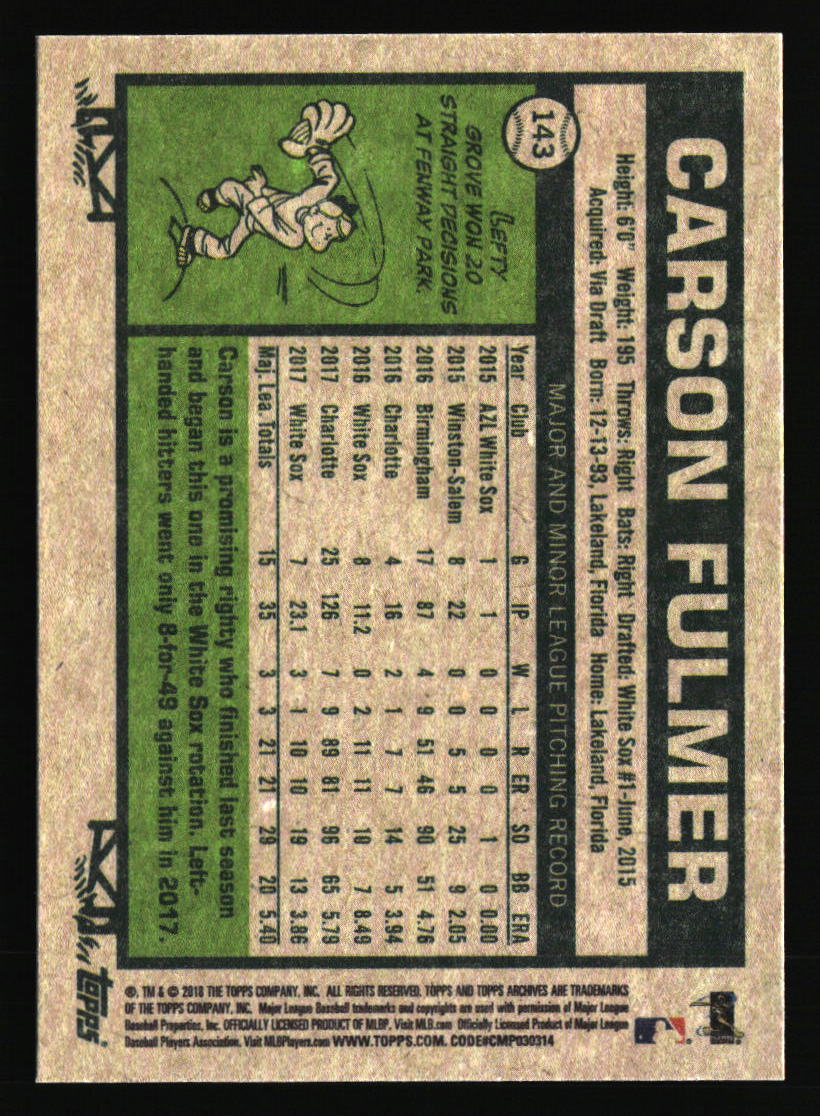 143
CARSON FULMER
Height: 6'0" Weight: 195 Throws: Right Bats: Right Drafted: White Sox #1-June, 2015
Acquired: Via Draft Born: 12-13-93, Lakeland, Florida Home: Lakeland, Florida
MAJOR AND MINOR LEAGUE PITCHING RECORD
LEFTY
GROVE WON 20
STRAIGHT DECISIONS
AT FENWAY PARK.
Year Club G IP W L R ER SO BB ERA
2015 AZL White Sox 1 1 0 0 0 0 1 0 0.00
2015 Winston-Salem 8 22 0 0 5 5 25 9 2.05
2016 Birmingham 17 87 4 9 51 46 90 51 4.76
2016 Charlotte 4 16 2 1 7 7 14 5 3.94
2016 White Sox 8 11.2 0 2 11 11 10 7 8.49
2017 Charlotte 25 126 7 9 89 81 96 65 5.79
2017 White Sox 7 23.1 3 1 10 10 19 13 3.86
Maj. Lea. Totals 15 35 3 3 21 21 29 20 5.40
Carson is a promising righty who finished last season
and began this one in the White Sox rotation. Left-
handed hitters went only 8-for-49 against him in 2017.
®, TM & © 2018 THE TOPPS COMPANY, INC. ALL RIGHTS RESERVED. TOPPS AND TOPPS ARCHIVES ARE TRADEMARKS
OF THE TOPPS COMPANY, INC. Major League Baseball trademarks and copyrights are used with permission of Major League
Baseball Properties, Inc. OFFICIALLY LICENSED PRODUCT OF MLBP. Visit MLB.com Officially Licensed Product of Major League
Baseball Players Association. Visit MLBPlayers.com WWW.TOPPS.COM. CODE#CMP030314
topps